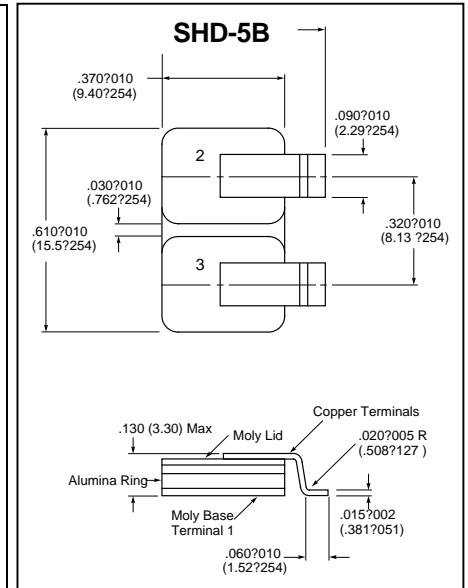 SHD-5B
.370?010
(9.40?254)
.090?010
(2.29?254)
2
.030?010
(.762?254)
.320?010
(8.13 ?254)
.610?010
(15.5?254)
3
Copper Terminals
.130 (3.30) Max
Moly Lid
.020?005 R
(.508?127 )
Alumina Ring
Moly Base
Terminal 1
.015?002
(.381?051)
.060?010
(1.52?254)